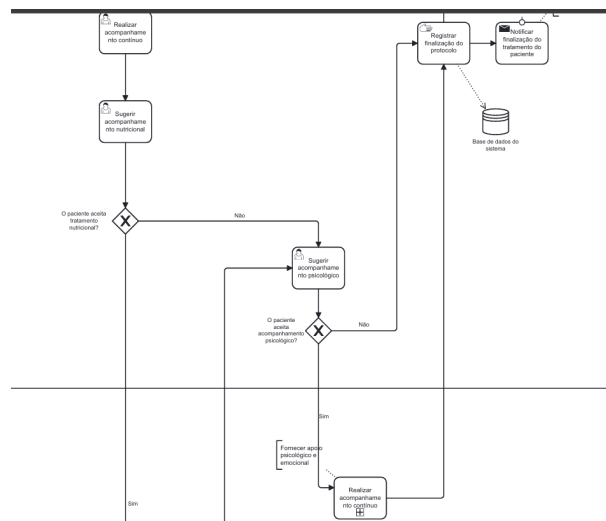 Realizar
acompanhame
nto contínuo
Registrar
finalização do
protocolo
Notificar
finalização do
tratamento do
paciente
Sugerir
acompanhame
nto nutricional
Base de dados do
sistema
O paciente aceita
tratamento
nutricional?
Não
Sugerir
acompanhame
nto psicológico
O paciente
aceita
acompanhamento
psicológico?
Não
Sim
Fornecer apoio
psicológico e
emocional
Realizar
acompanhame
nto contínuo
Sim